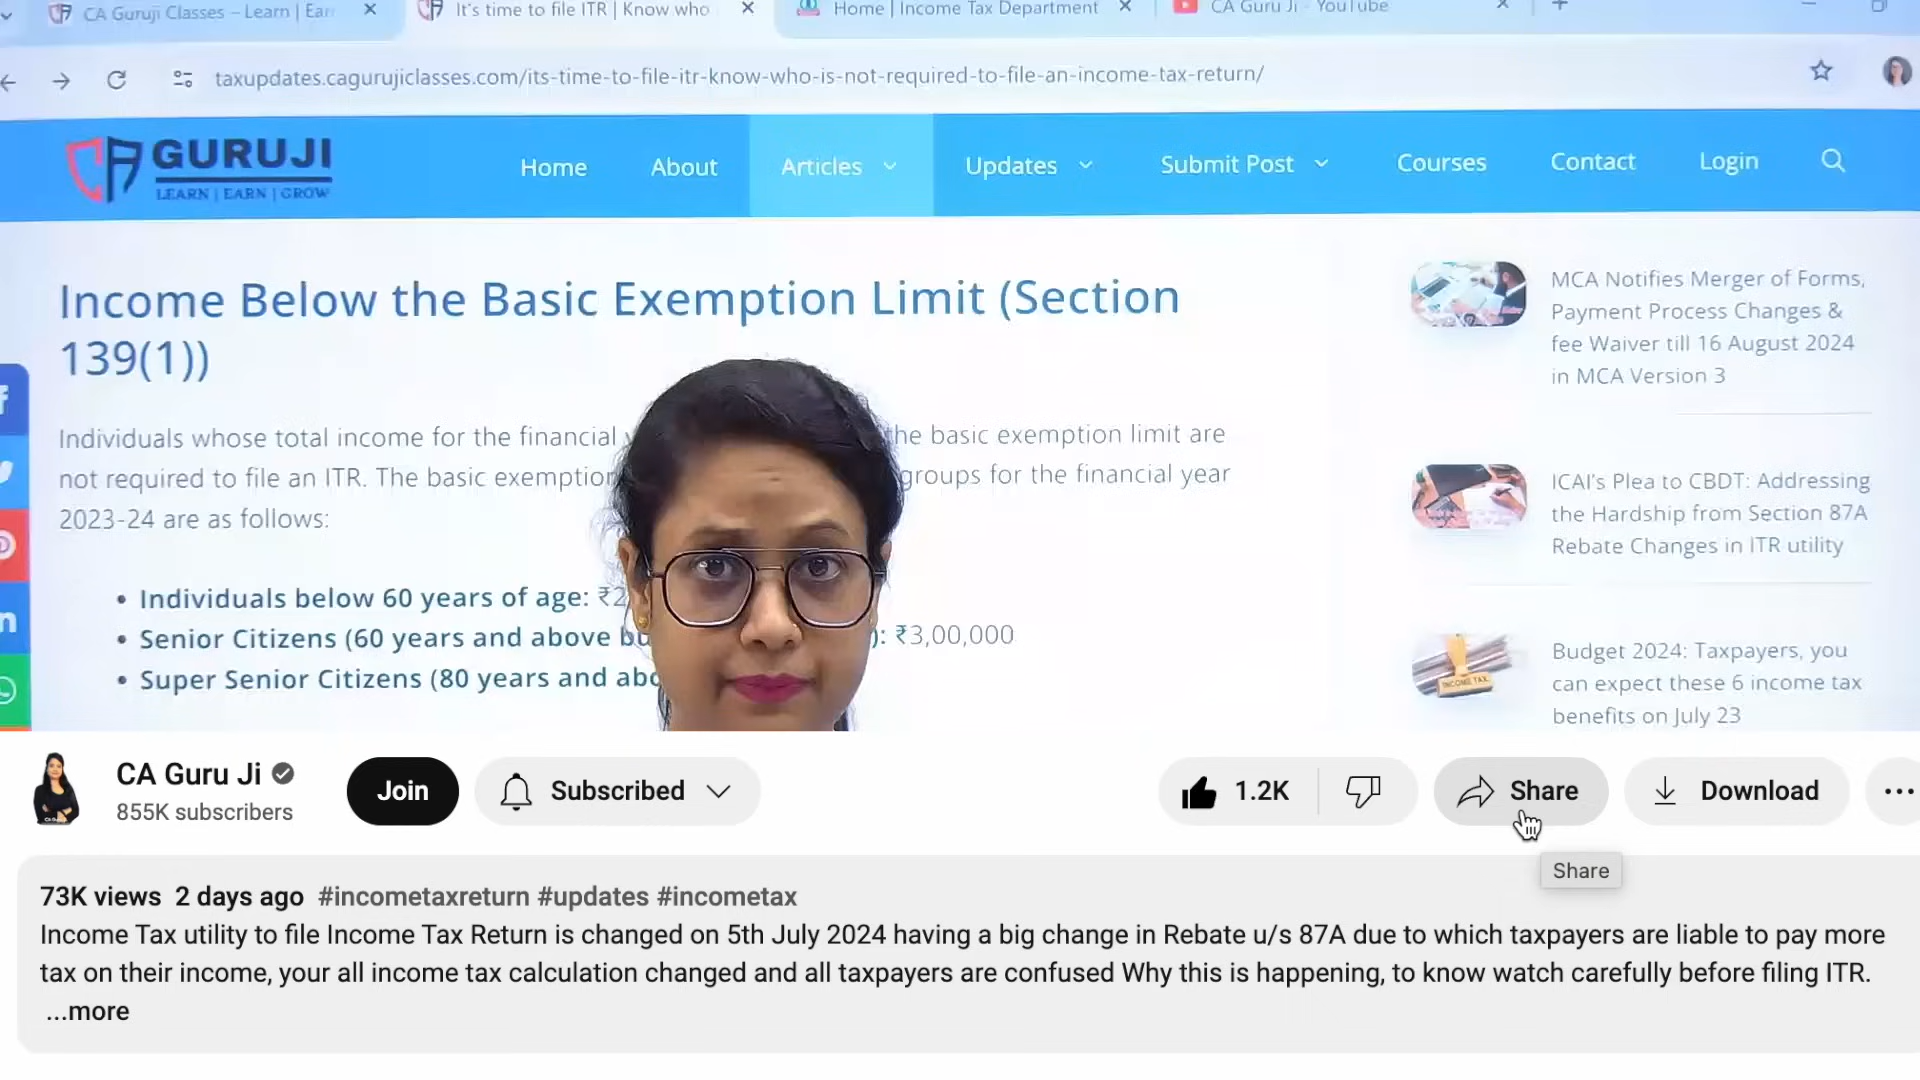 CA Guruji Classes – Learn | Ear
It's time to file ITR | Know who
Home | Income Tax Department
CA Guru Ji - YouTube
taxupdates.cagurujiclasses.com/its-time-to-file-itr-know-who-is-not-required-to-file-an-income-tax-return/
CA GURUJI
LEARN | EARN | GROW
Home
About
Articles
Updates
Submit Post
Courses
Contact
Login
Income Below the Basic Exemption Limit (Section
139(1))
Individuals whose total income for the financial the basic exemption limit are
not required to file an ITR. The basic exemption groups for the financial year
2023-24 are as follows:
• Individuals below 60 years of age: ₹2
• Senior Citizens (60 years and above ): ₹3,00,000
• Super Senior Citizens (80 years and
MCA Notifies Merger of Forms,
Payment Process Changes &
fee Waiver till 16 August 2024
in MCA Version 3
ICAI's Plea to CBDT: Addressing
the Hardship from Section 87A
Rebate Changes in ITR utility
INCOME TAX
Budget 2024: Taxpayers, you
can expect these 6 income tax
benefits on July 23
CA Guru Ji
855K subscribers
Join
Subscribed
1.2K
Share
Download
Share
73K views 2 days ago #incometaxreturn #updates #incometax
Income Tax utility to file Income Tax Return is changed on 5th July 2024 having a big change in Rebate u/s 87A due to which taxpayers are liable to pay more
tax on their income, your all income tax calculation changed and all taxpayers are confused Why this is happening, to know watch carefully before filing ITR.
...more